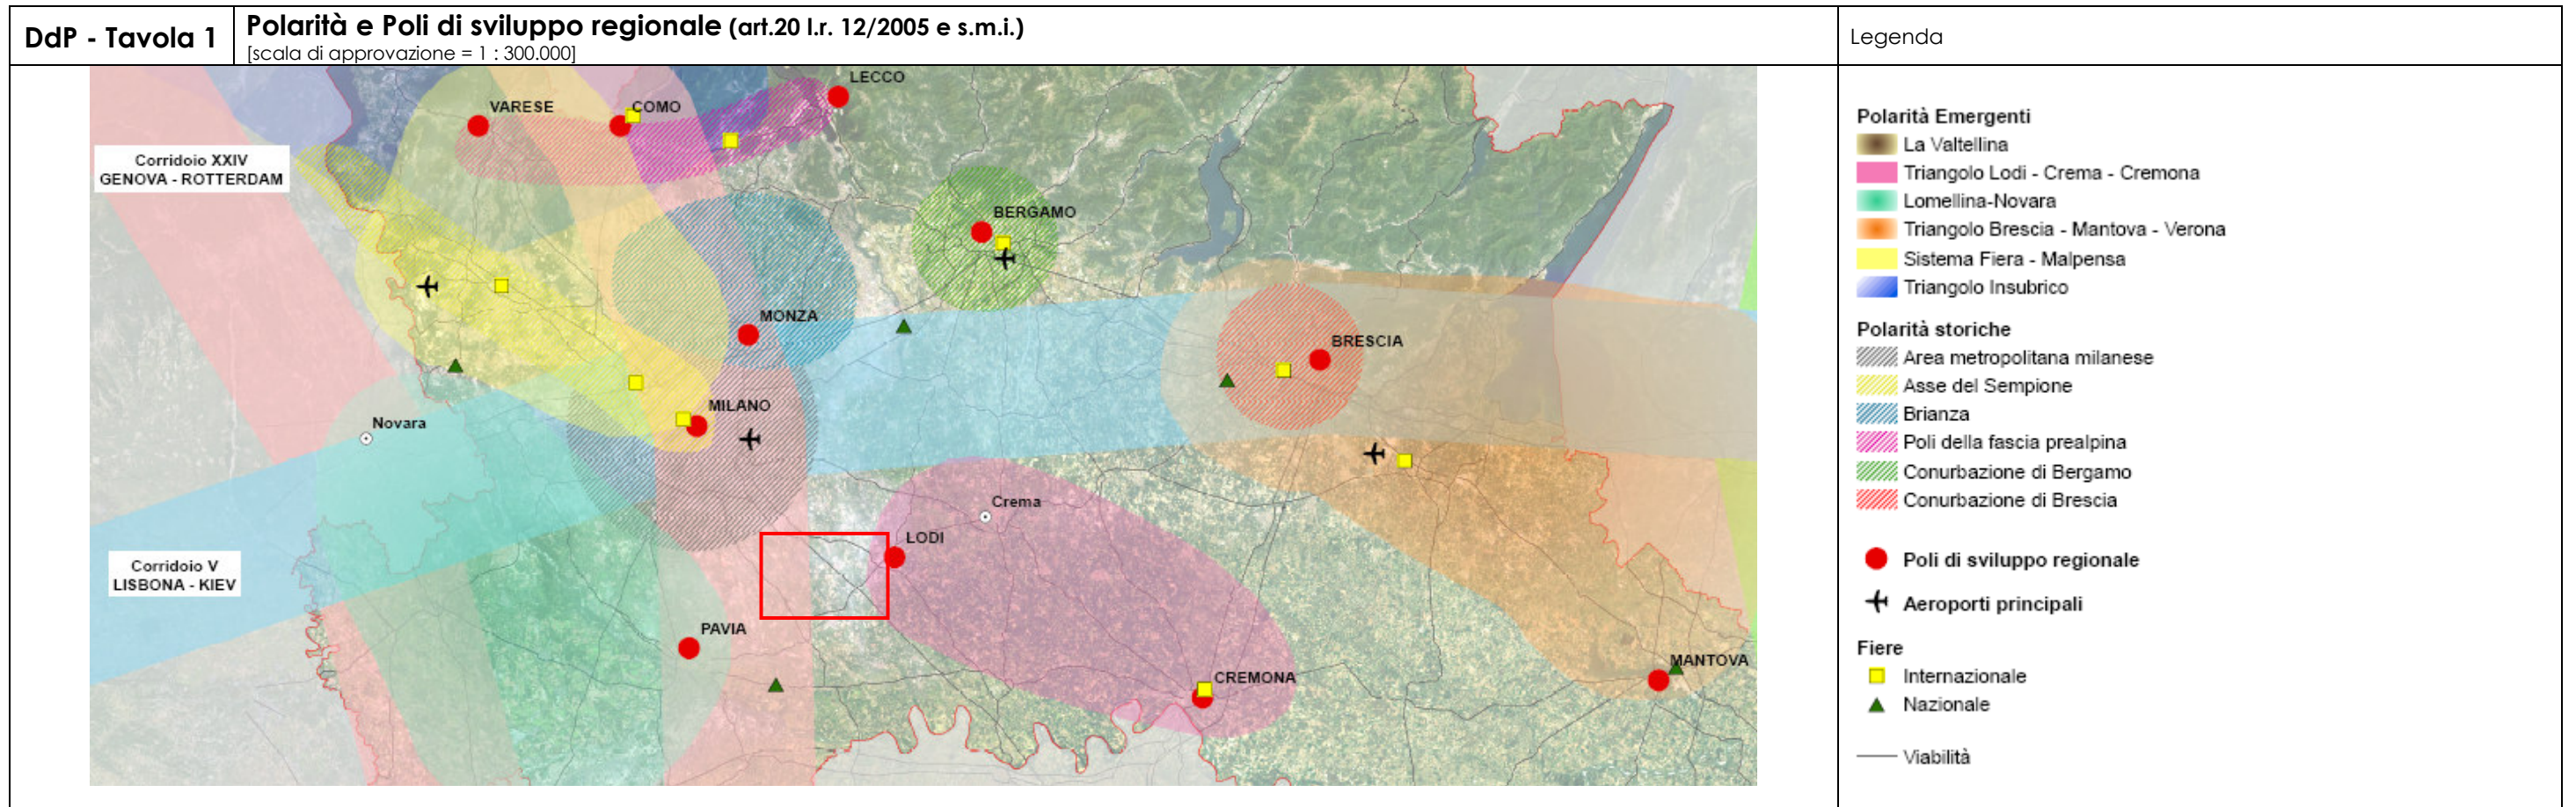 DdP - Tavola 1
Polarità e Poli di sviluppo regionale (art.20 l.r. 12/2005 e s.m.i.)
[scala di approvazione = 1 : 300.000]
Legenda
LECCO
VARESE
COMO
Corridoio XXIV
GENOVA - ROTTERDAM
BERGAMO
MONZA
BRESCIA
MILANO
Novara
Crema
LODI
Corridoio V
LISBONA - KIEV
PAVIA
CREMONA
MANTOVA
Polarità Emergenti
La Valtellina
Triangolo Lodi - Crema - Cremona
Lomellina-Novara
Triangolo Brescia - Mantova - Verona
Sistema Fiera - Malpensa
Triangolo Insubrico
Polarità storiche
Area metropolitana milanese
Asse del Sempione
Brianza
Poli della fascia prealpina
Conurbazione di Bergamo
Conurbazione di Brescia
Poli di sviluppo regionale
Aeroporti principali
Fiere
Internazionale
Nazionale
Viabilità